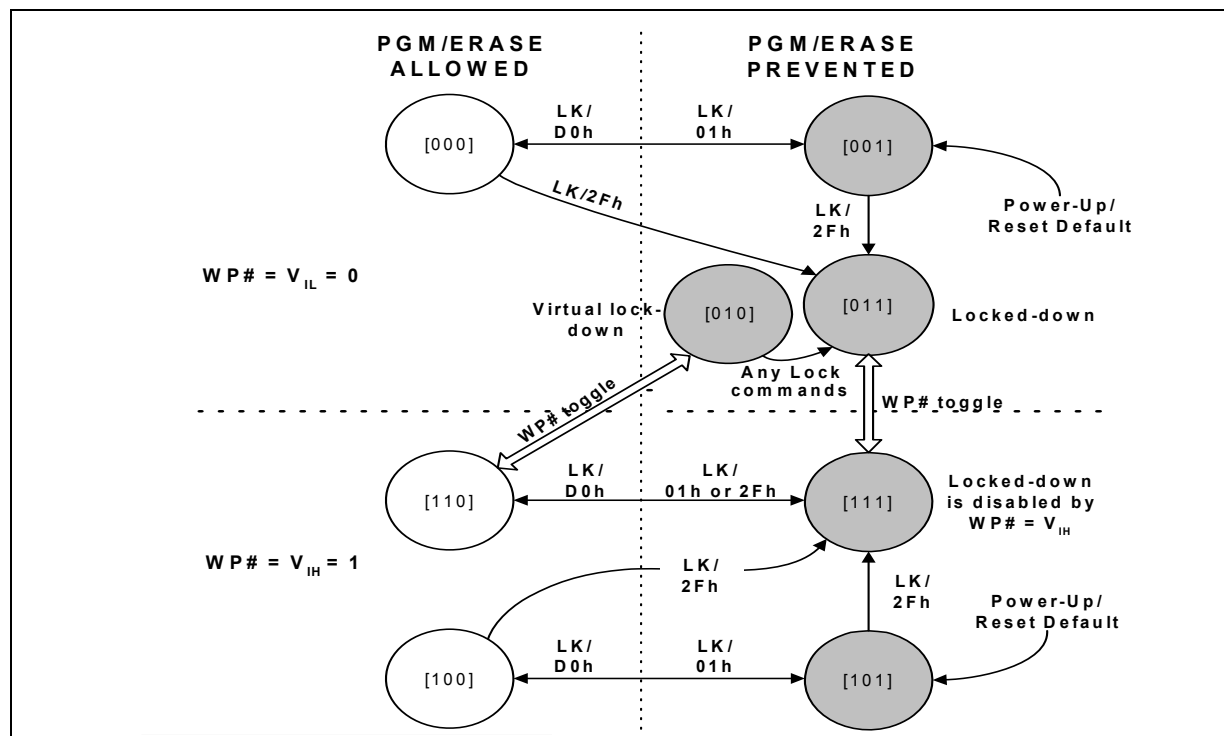 PGM/ERASE
ALLOWED
PGM/ERASE
PREVENTED
LK/
D0h
LK/
01h
[000]
[001]
LK/2Fh
LK/
2Fh
Power-Up/
Reset Default
WP# = VIL = 0
Virtual lock-
down
[010]
[011]
Locked-down
Any Lock
commands
WP# toggle
WP# toggle
LK/
D0h
LK/
01h or 2Fh
[110]
[111]
Locked-down
is disabled by
WP# = VIH
WP# = VIH = 1
LK/
2Fh
LK/
2Fh
Power-Up/
Reset Default
LK/
D0h
LK/
01h
[100]
[101]